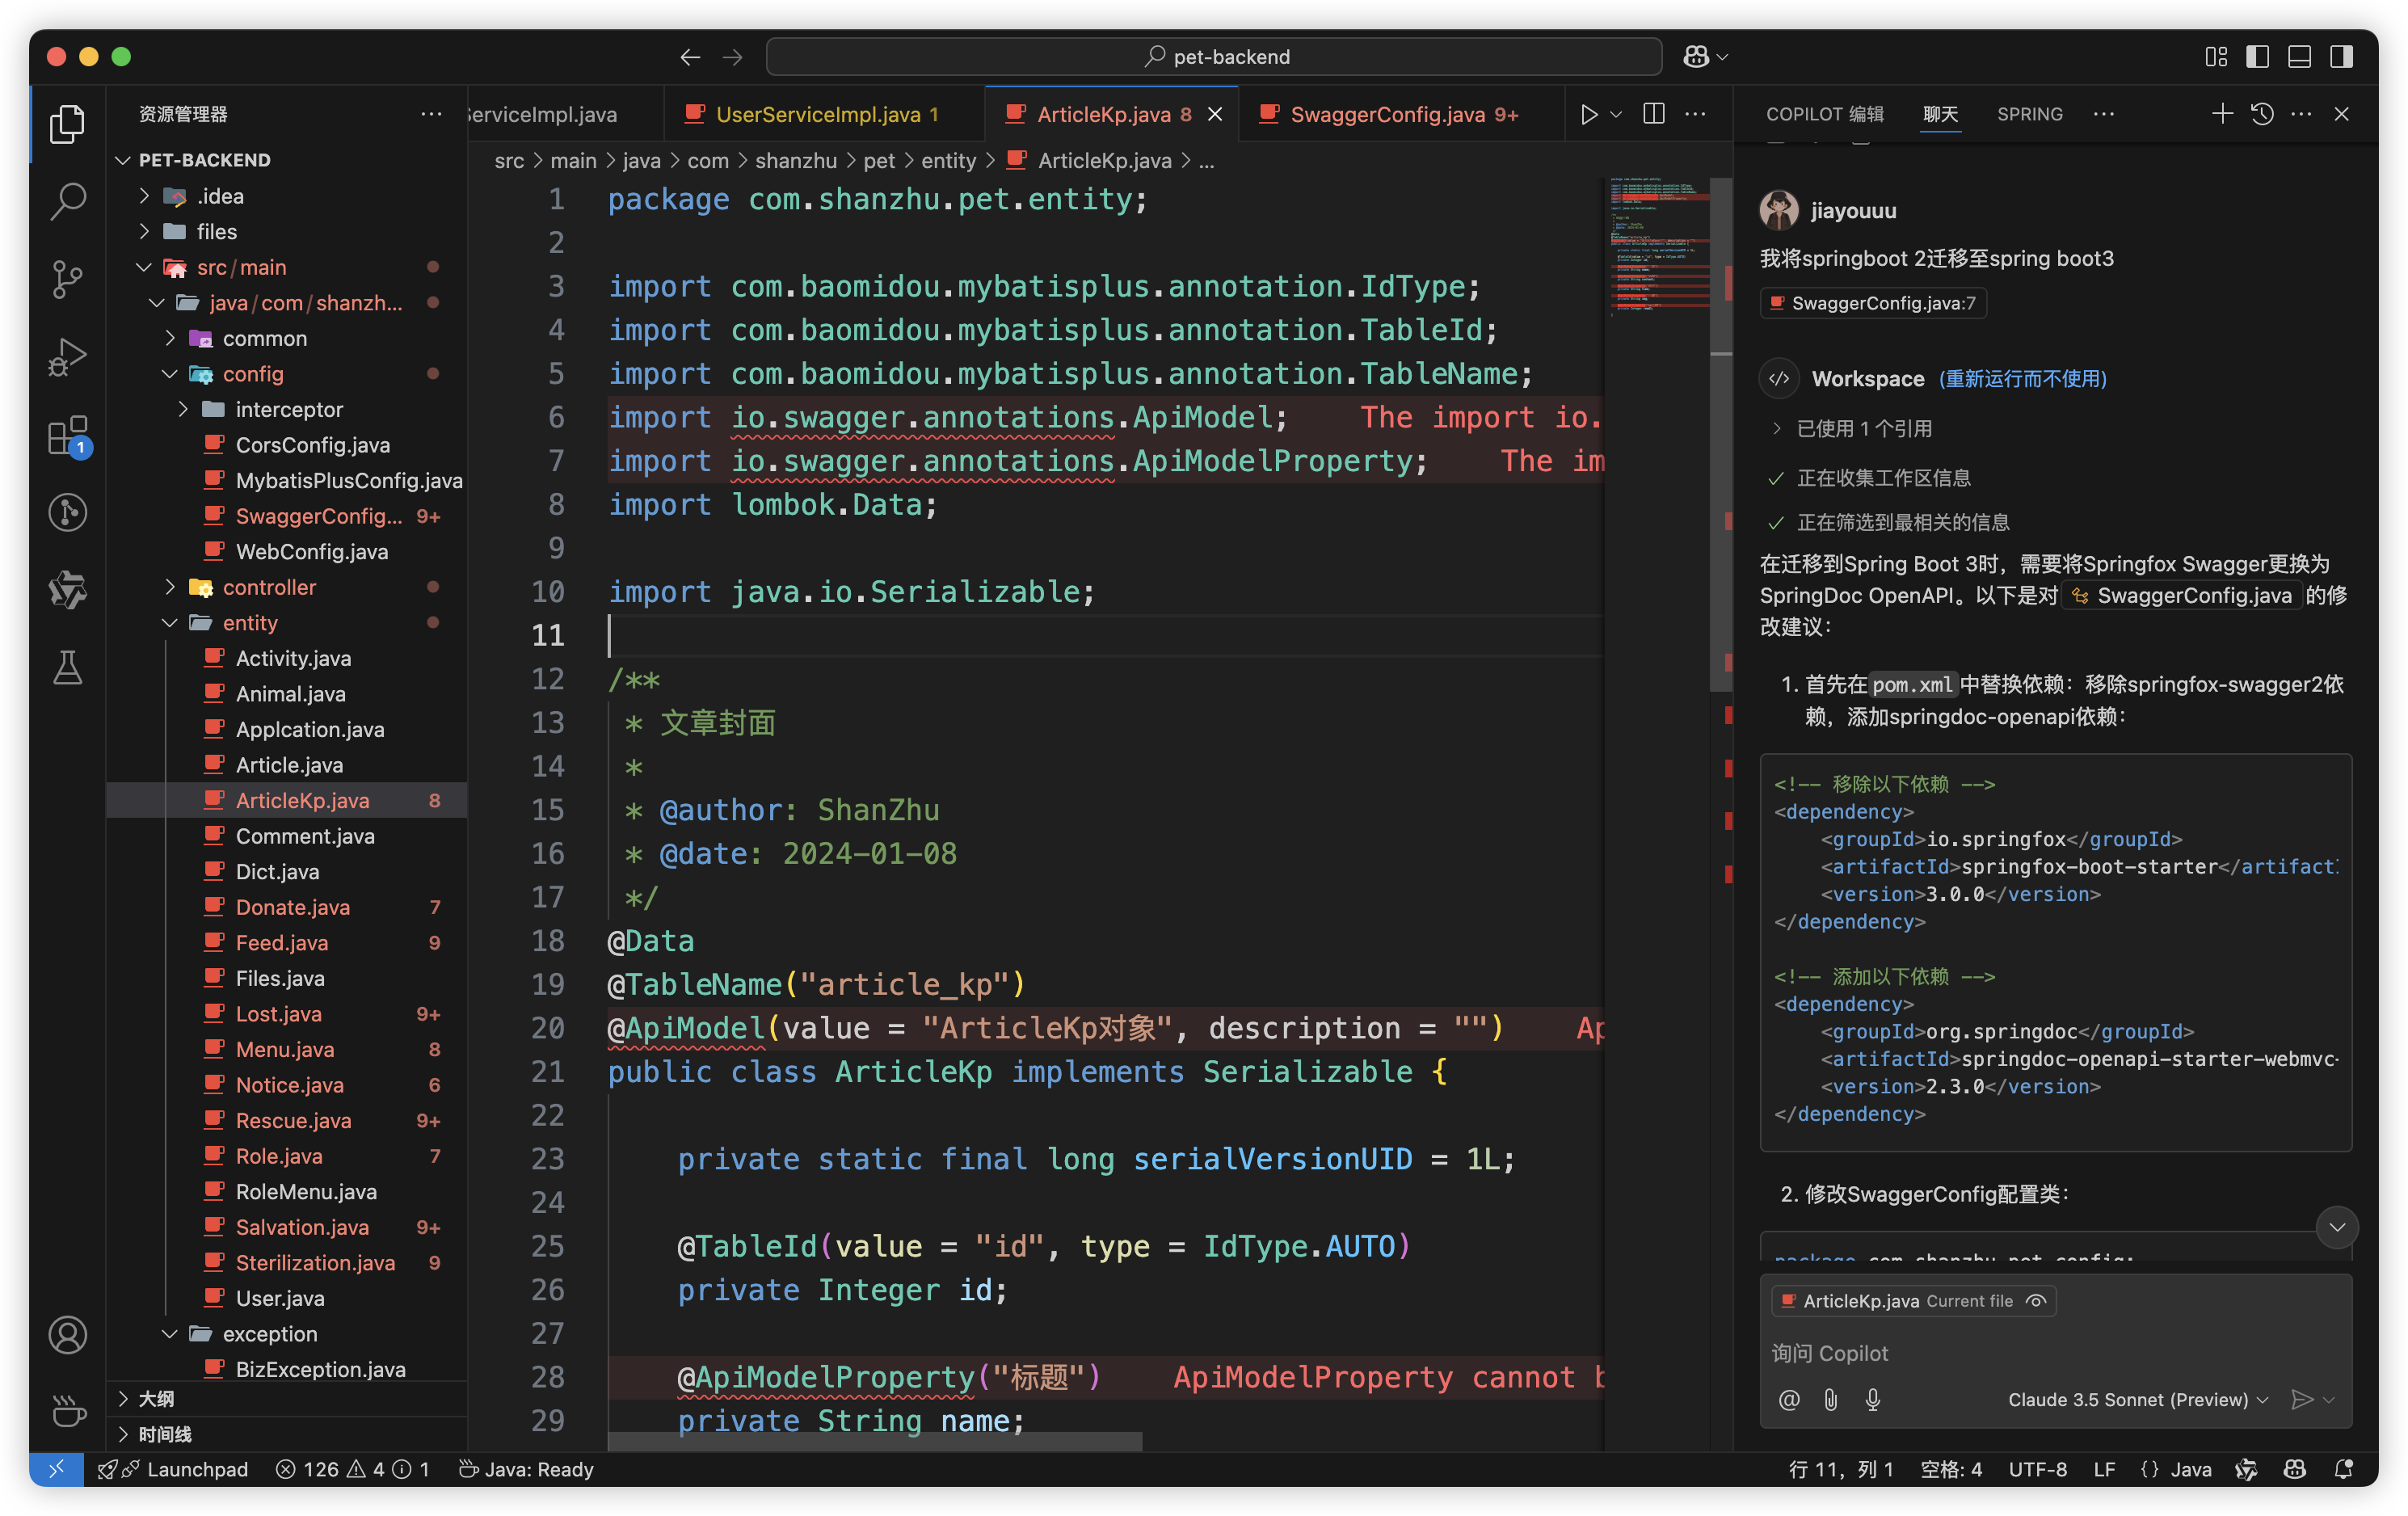 pet-backend
资源管理器
PET-BACKEND
.idea
files
src/main
java/com/shanzh...
common
config
interceptor
CorsConfig.java
MybatisPlusConfig.java
SwaggerConfig... 9+
WebConfig.java
controller
entity
Activity.java
Animal.java
Applcation.java
Article.java
ArticleKp.java 8
Comment.java
Dict.java
Donate.java 7
Feed.java 9
Files.java
Lost.java 9+
Menu.java 8
Notice.java 6
Rescue.java 9+
Role.java 7
RoleMenu.java
Salvation.java 9+
Sterilization.java 9
User.java
exception
BizException.java
大纲
时间线
1
ServiceImpl.java
UserServiceImpl.java 1
ArticleKp.java 8
SwaggerConfig.java 9+
src > main > java > com > shanzhu > pet > entity > ArticleKp.java > ...
1 package com.shanzhu.pet.entity;
2
3 import com.baomidou.mybatisplus.annotation.IdType;
4 import com.baomidou.mybatisplus.annotation.TableId;
5 import com.baomidou.mybatisplus.annotation.TableName;
6 import io.swagger.annotations.ApiModel; The import io.
7 import io.swagger.annotations.ApiModelProperty; The im
8 import lombok.Data;
9
10 import java.io.Serializable;
11
12 /**
13 * 文章封面
14 *
15 * @author: ShanZhu
16 * @date: 2024-01-08
17 */
18 @Data
19 @TableName("article_kp")
20 @ApiModel(value = "ArticleKp对象", description = "") Ap
21 public class ArticleKp implements Serializable {
22
23 private static final long serialVersionUID = 1L;
24
25 @TableId(value = "id", type = IdType.AUTO)
26 private Integer id;
27
28 @ApiModelProperty("标题") ApiModelProperty cannot b
29 private String name;
COPILOT 编辑
聊天
SPRING
jiayouuu
我将springboot 2迁移至spring boot3
SwaggerConfig.java:7
Workspace (重新运行而不使用)
已使用 1 个引用
正在收集工作区信息
正在筛选到最相关的信息
在迁移到Spring Boot 3时，需要将Springfox Swagger更换为
SpringDoc OpenAPI。以下是对 SwaggerConfig.java 的修
改建议：
1. 首先在pom.xml中替换依赖：移除springfox-swagger2依
赖，添加springdoc-openapi依赖：
<!-- 移除以下依赖 -->
<dependency>
<groupId>io.springfox</groupId>
<artifactId>springfox-boot-starter</artifacti
<version>3.0.0</version>
</dependency>
<!-- 添加以下依赖 -->
<dependency>
<groupId>org.springdoc</groupId>
<artifactId>springdoc-openapi-starter-webmvc-
<version>2.3.0</version>
</dependency>
2. 修改SwaggerConfig配置类：
package com.shanzhu.pet.config;
ArticleKp.java Current file
询问 Copilot
Claude 3.5 Sonnet (Preview)
Launchpad
126 4 1
Java: Ready
行 11，列 1
空格: 4
UTF-8
LF
{} Java